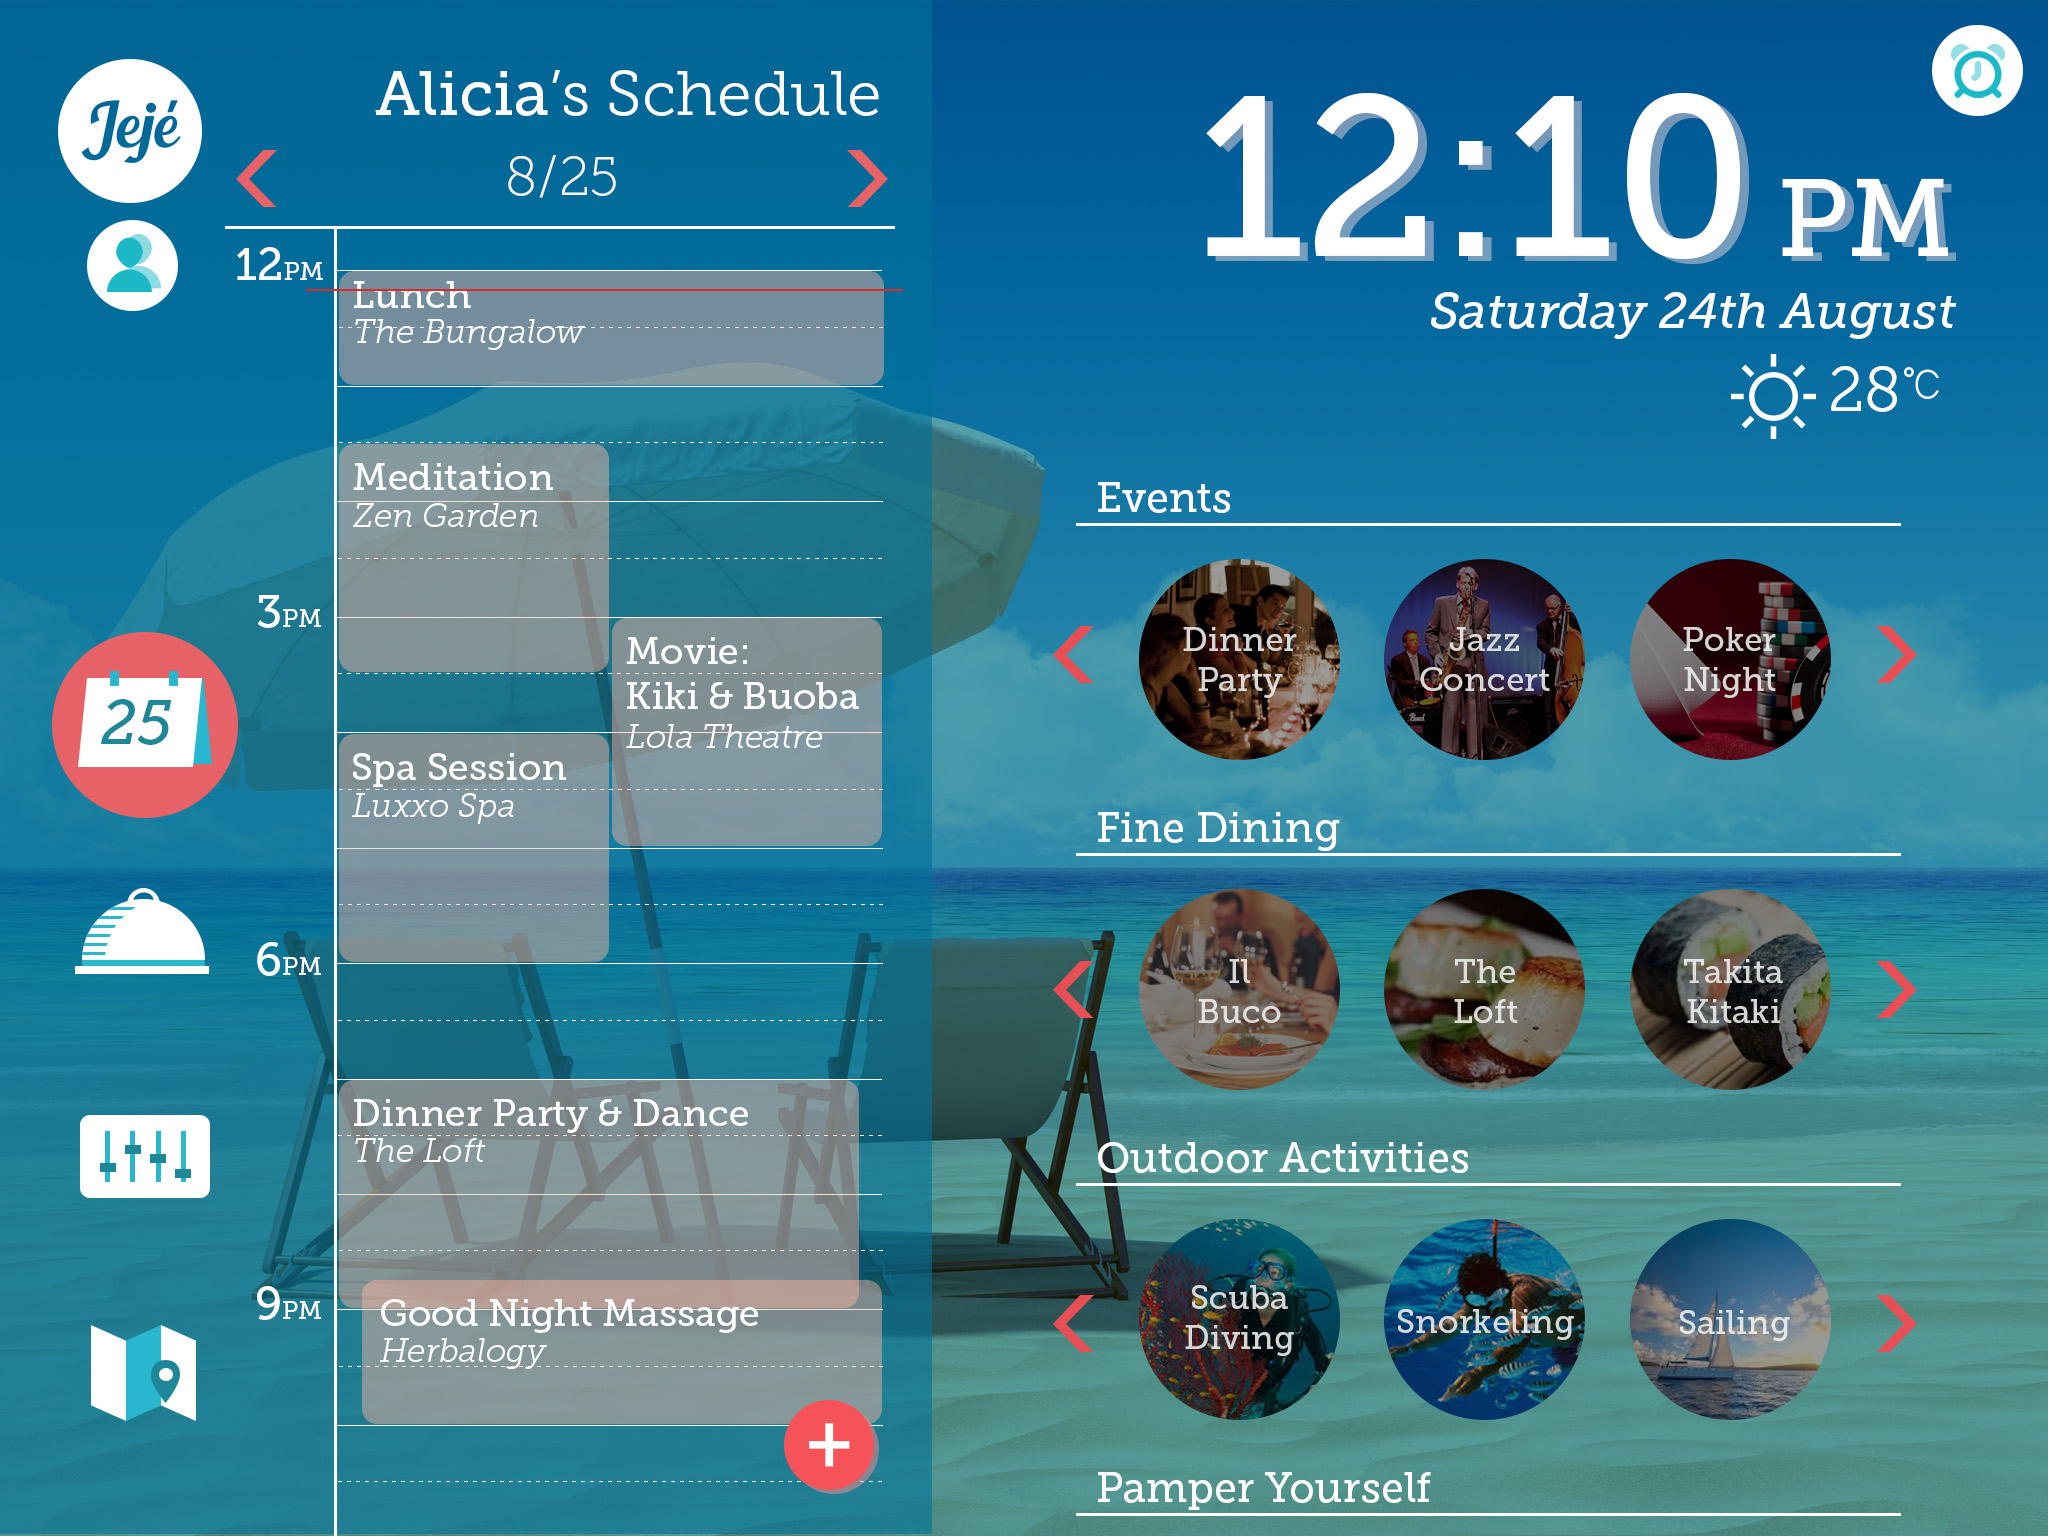 Jejé
Alicia's Schedule
8/25
12PM
Lunch
The Bungalow
Meditation
Zen Garden
3PM
Movie:
Kiki & Buoba
Lola Theatre
25
Spa Session
Luxxo Spa
6PM
Dinner Party & Dance
The Loft
9PM
Good Night Massage
Herbalogy
+
12:10 PM
Saturday 24th August
28°C
Events
Dinner
Party
Jazz
Concert
Poker
Night
Fine Dining
Il
Buco
The
Loft
Takita
Kitaki
Outdoor Activities
Scuba
Diving
Snorkeling
Sailing
Pamper Yourself